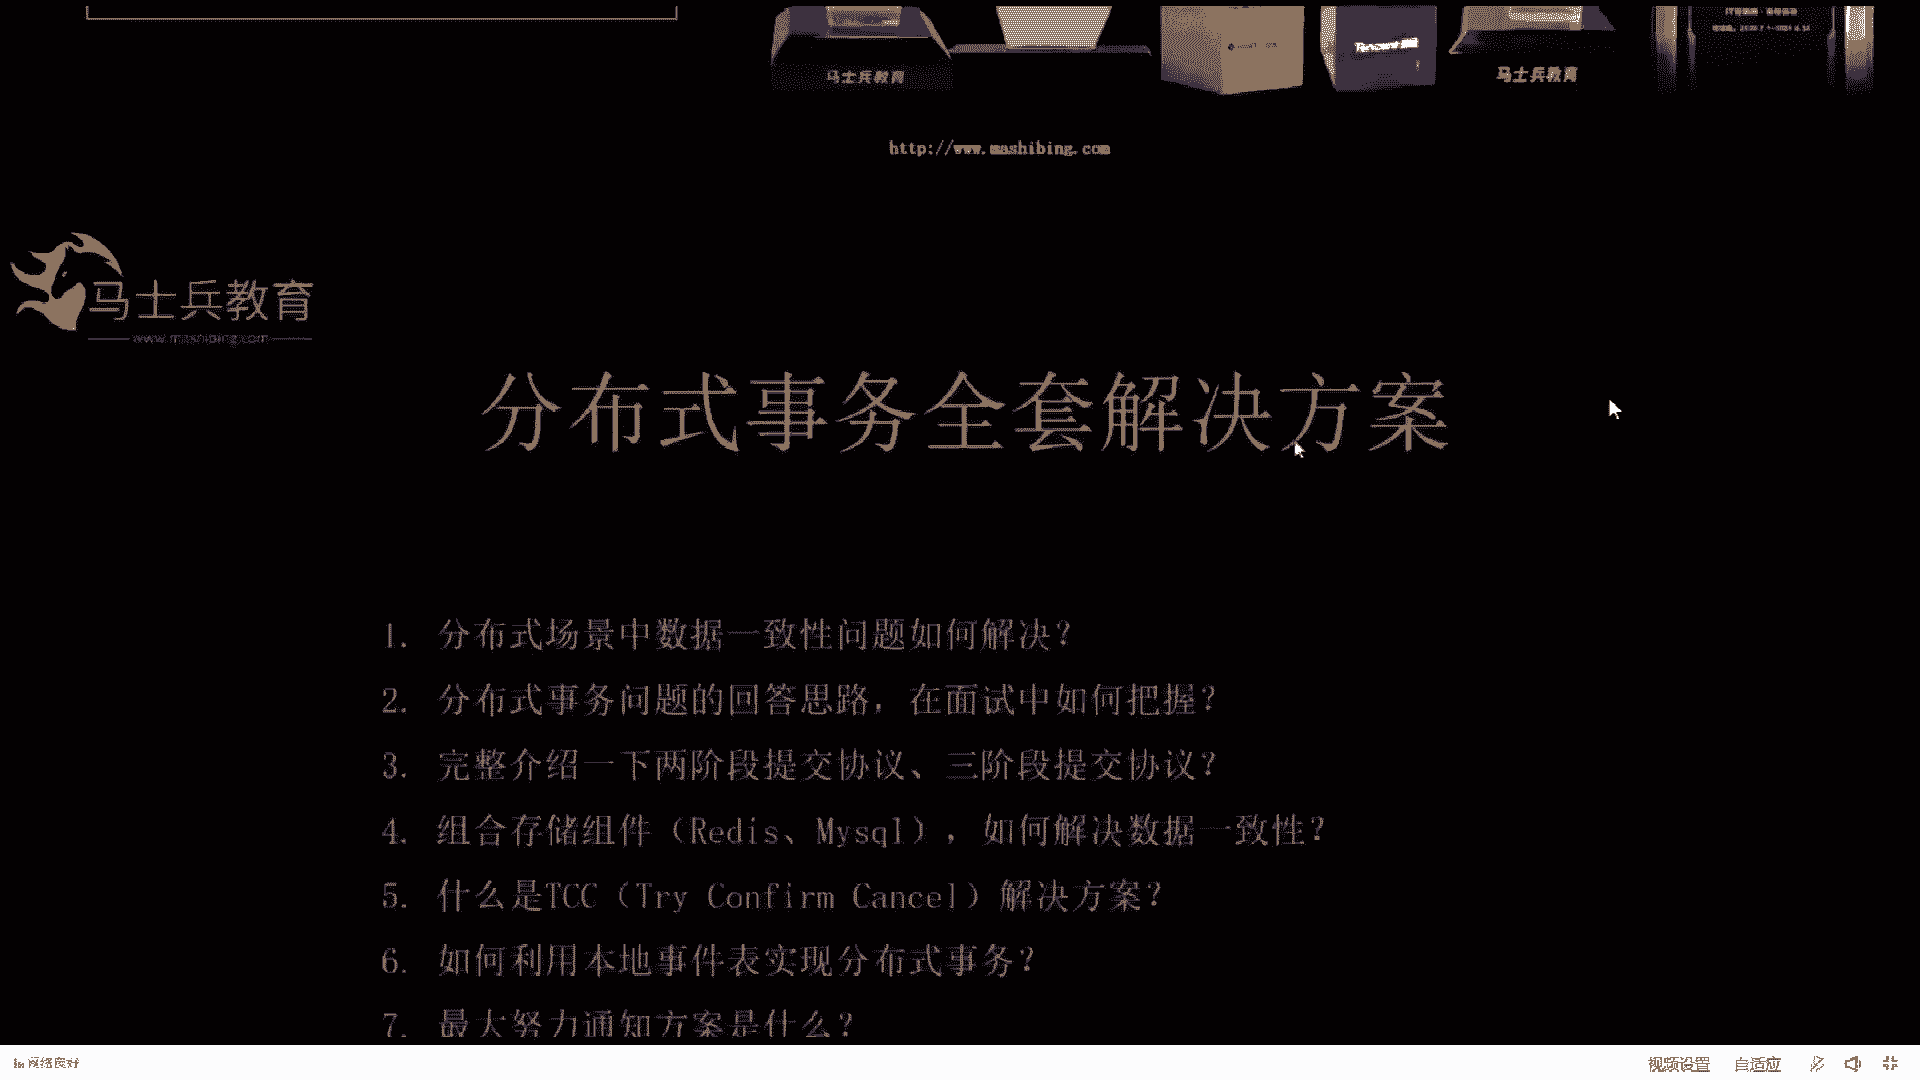 马士兵教育
Tencent
马士兵教育
http://www.mashibing.com
马士兵教育
www.mashibing.com
分布式事务全套解决方案
1. 分布式场景中数据一致性问题如何解决?
2. 分布式事务问题的回答思路，在面试中如何把握?
3. 完整介绍一下两阶段提交协议、三阶段提交协议?
4. 组合存储组件（Redis、Mysql），如何解决数据一致性?
5. 什么是TCC（Try Confirm Cancel）解决方案?
6. 如何利用本地事件表实现分布式事务?
7. 最大努力通知方案是什么?
网络良好
视频设置 自适应